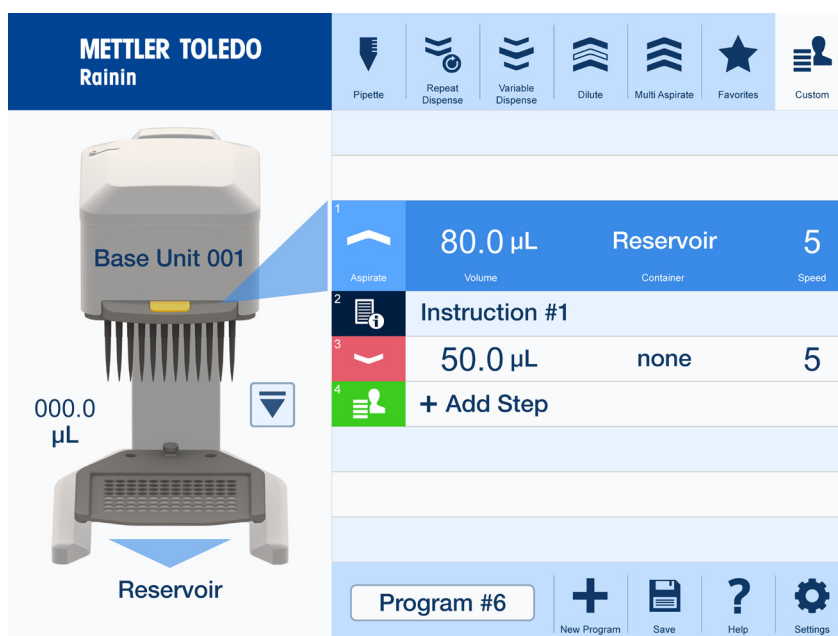 METTLER TOLEDO
Rainin
Pipette
Repeat
Dispense
Variable
Dispense
Dilute
Multi Aspirate
Favorites
Custom
Base Unit 001
000.0
µL
Reservoir
1
Aspirate
80.0 µL
Volume
Reservoir
Container
5
Speed
2
Instruction #1
3
50.0 µL
none
5
4
+ Add Step
Program #6
New Program
Save
Help
Settings